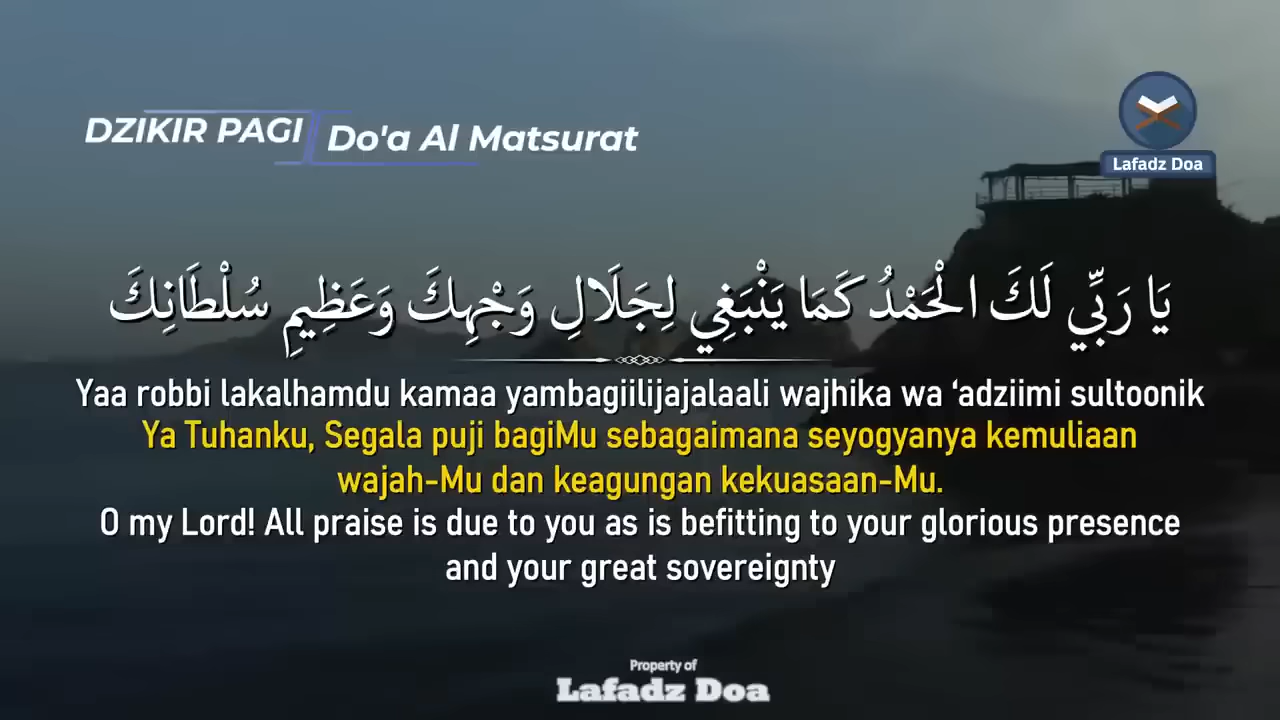 DZIKIR PAGI
Do'a Al Matsurat
Lafadz Doa
يَا رَبِّي لَكَ الْحَمْدُ كَمَا يَنْبَغِي لِجَلَالِ وَجْهِكَ وَعَظِيمِ سُلْطَانِكَ
Yaa robbi lakalhamdu kamaa yambagiilijajalaali wajhika wa ‘adziimi sultoonik
Ya Tuhanku, Segala puji bagiMu sebagaimana seyogyanya kemuliaan
wajah-Mu dan keagungan kekuasaan-Mu.
O my Lord! All praise is due to you as is befitting to your glorious presence
and your great sovereignty
Property of
Lafadz Doa